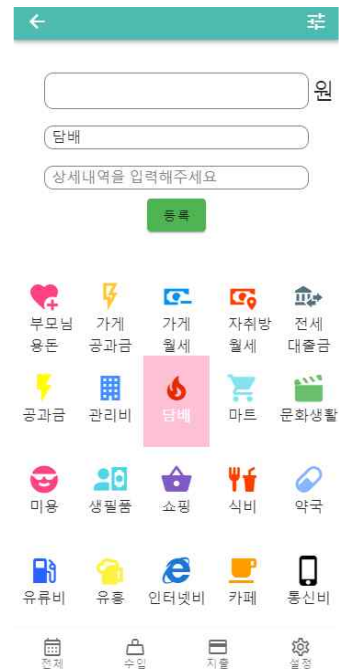 원
담배
상세내역을 입력해주세요
등록
부모님 가게 가게 자취방 전세
용돈 공과금 월세 월세 대출금
공과금 관리비 담배 마트 문화생활
미용 생필품 쇼핑 식비 약국
유류비 유흥 인터넷비 카페 통신비
전체 수입 지출 설정